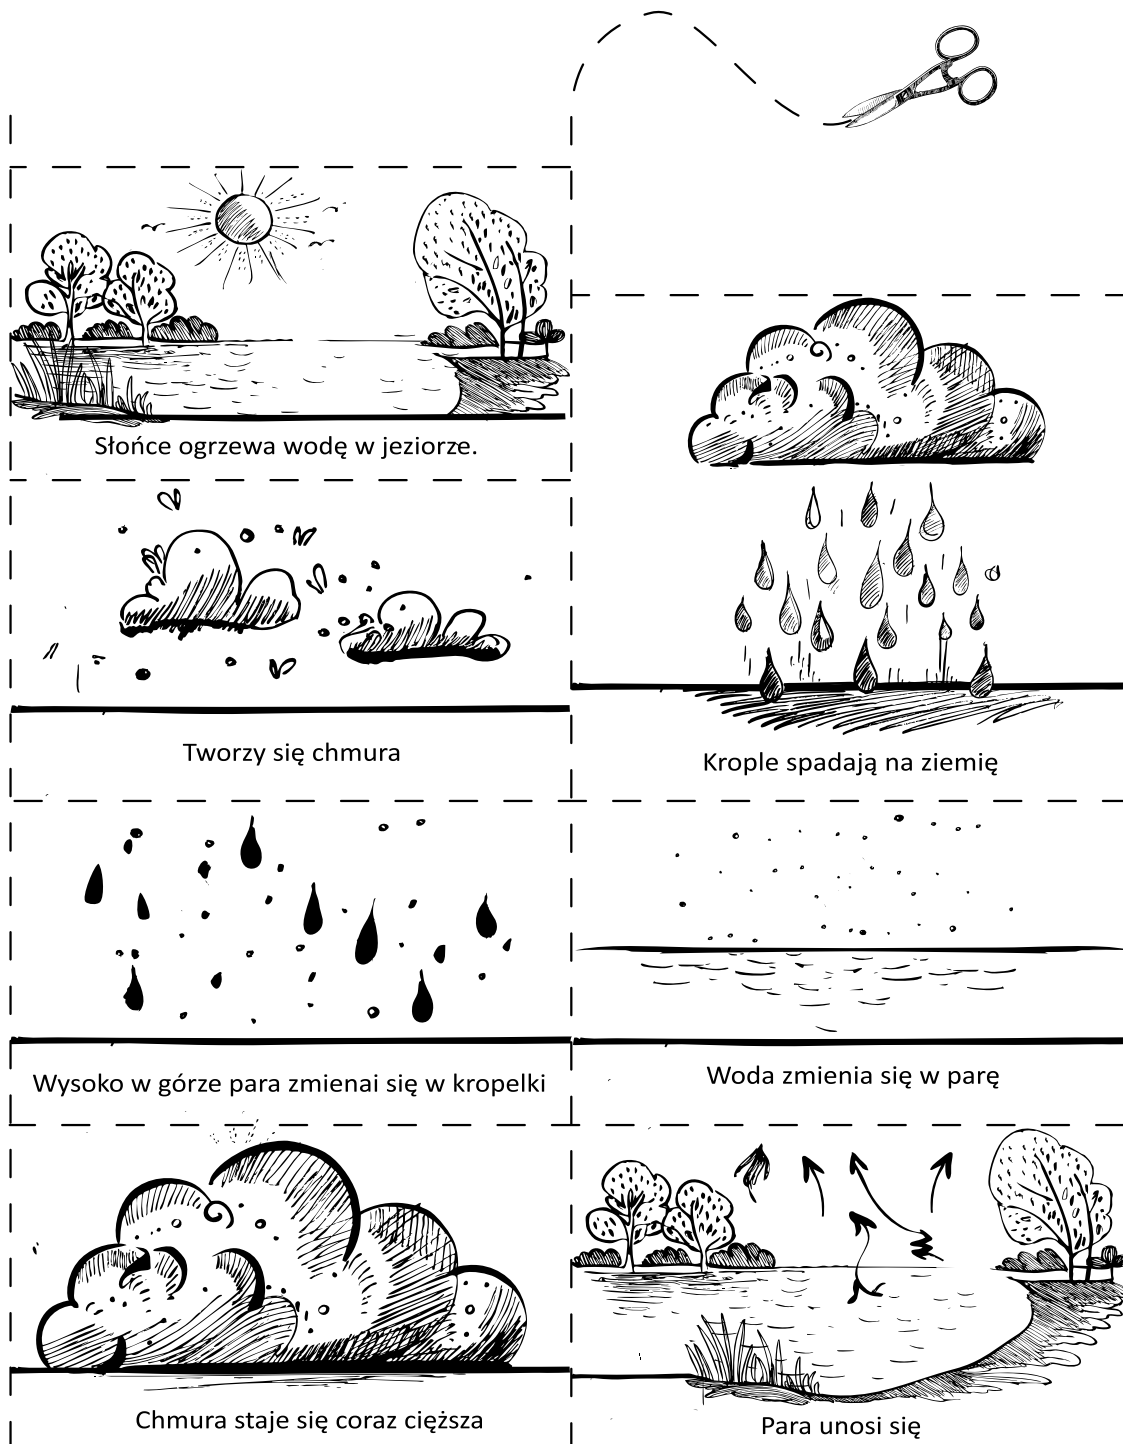 Słońce ogrzewa wodę w jeziorze.
Tworzy się chmura
Krople spadają na ziemię
Wysoko w górze para zmienai się w kropelki
Woda zmienia się w parę
Chmura staje się coraz cięższa
Para unosi się